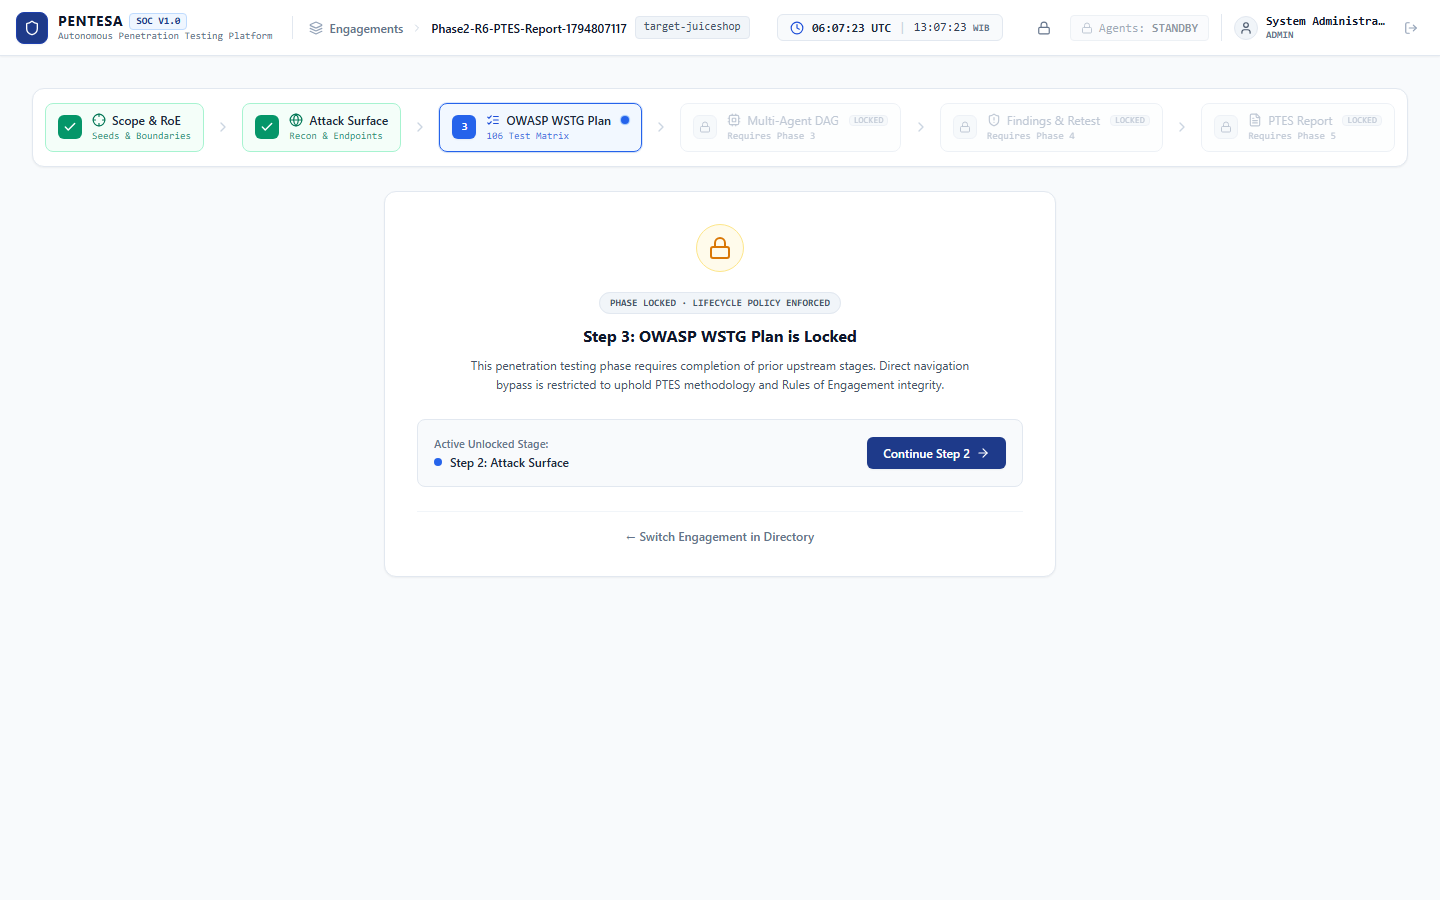 PENTESA SOC V1.0
Autonomous Penetration Testing Platform
Engagements
Phase2-R6-PTES-Report-1794807117
target-juiceshop
06:07:23 UTC | 13:07:23 WIB
Agents: STANDBY
System Administra…
ADMIN
Scope & RoE
Seeds & Boundaries
Attack Surface
Recon & Endpoints
3
OWASP WSTG Plan
106 Test Matrix
Multi-Agent DAG LOCKED
Requires Phase 3
Findings & Retest LOCKED
Requires Phase 4
PTES Report LOCKED
Requires Phase 5
PHASE LOCKED · LIFECYCLE POLICY ENFORCED
Step 3: OWASP WSTG Plan is Locked
This penetration testing phase requires completion of prior upstream stages. Direct navigation
bypass is restricted to uphold PTES methodology and Rules of Engagement integrity.
Active Unlocked Stage:
Step 2: Attack Surface
Continue Step 2 →
← Switch Engagement in Directory